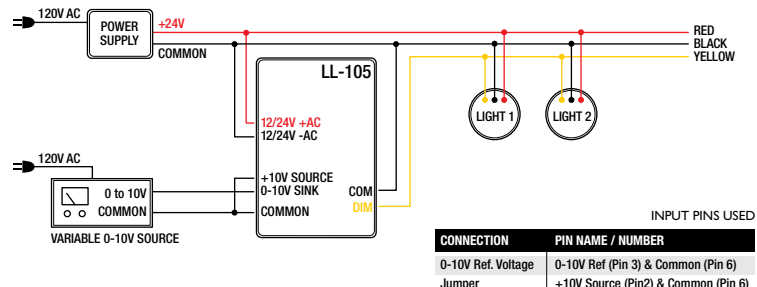 120V AC
POWER
SUPPLY
+24V
COMMON
RED
BLACK
YELLOW
LL-105
12/24V +AC
12/24V -AC
LIGHT 1
LIGHT 2
120V AC
0 to 10V
COMMON
VARIABLE 0-10V SOURCE
+10V SOURCE
0-10V SINK
COMMON
COM
DIM
INPUT PINS USED
CONNECTION PIN NAME / NUMBER
0-10V Ref. Voltage 0-10V Ref (Pin 3) & Common (Pin 6)
Jumper +10V Source (Pin2) & Common (Pin 6)